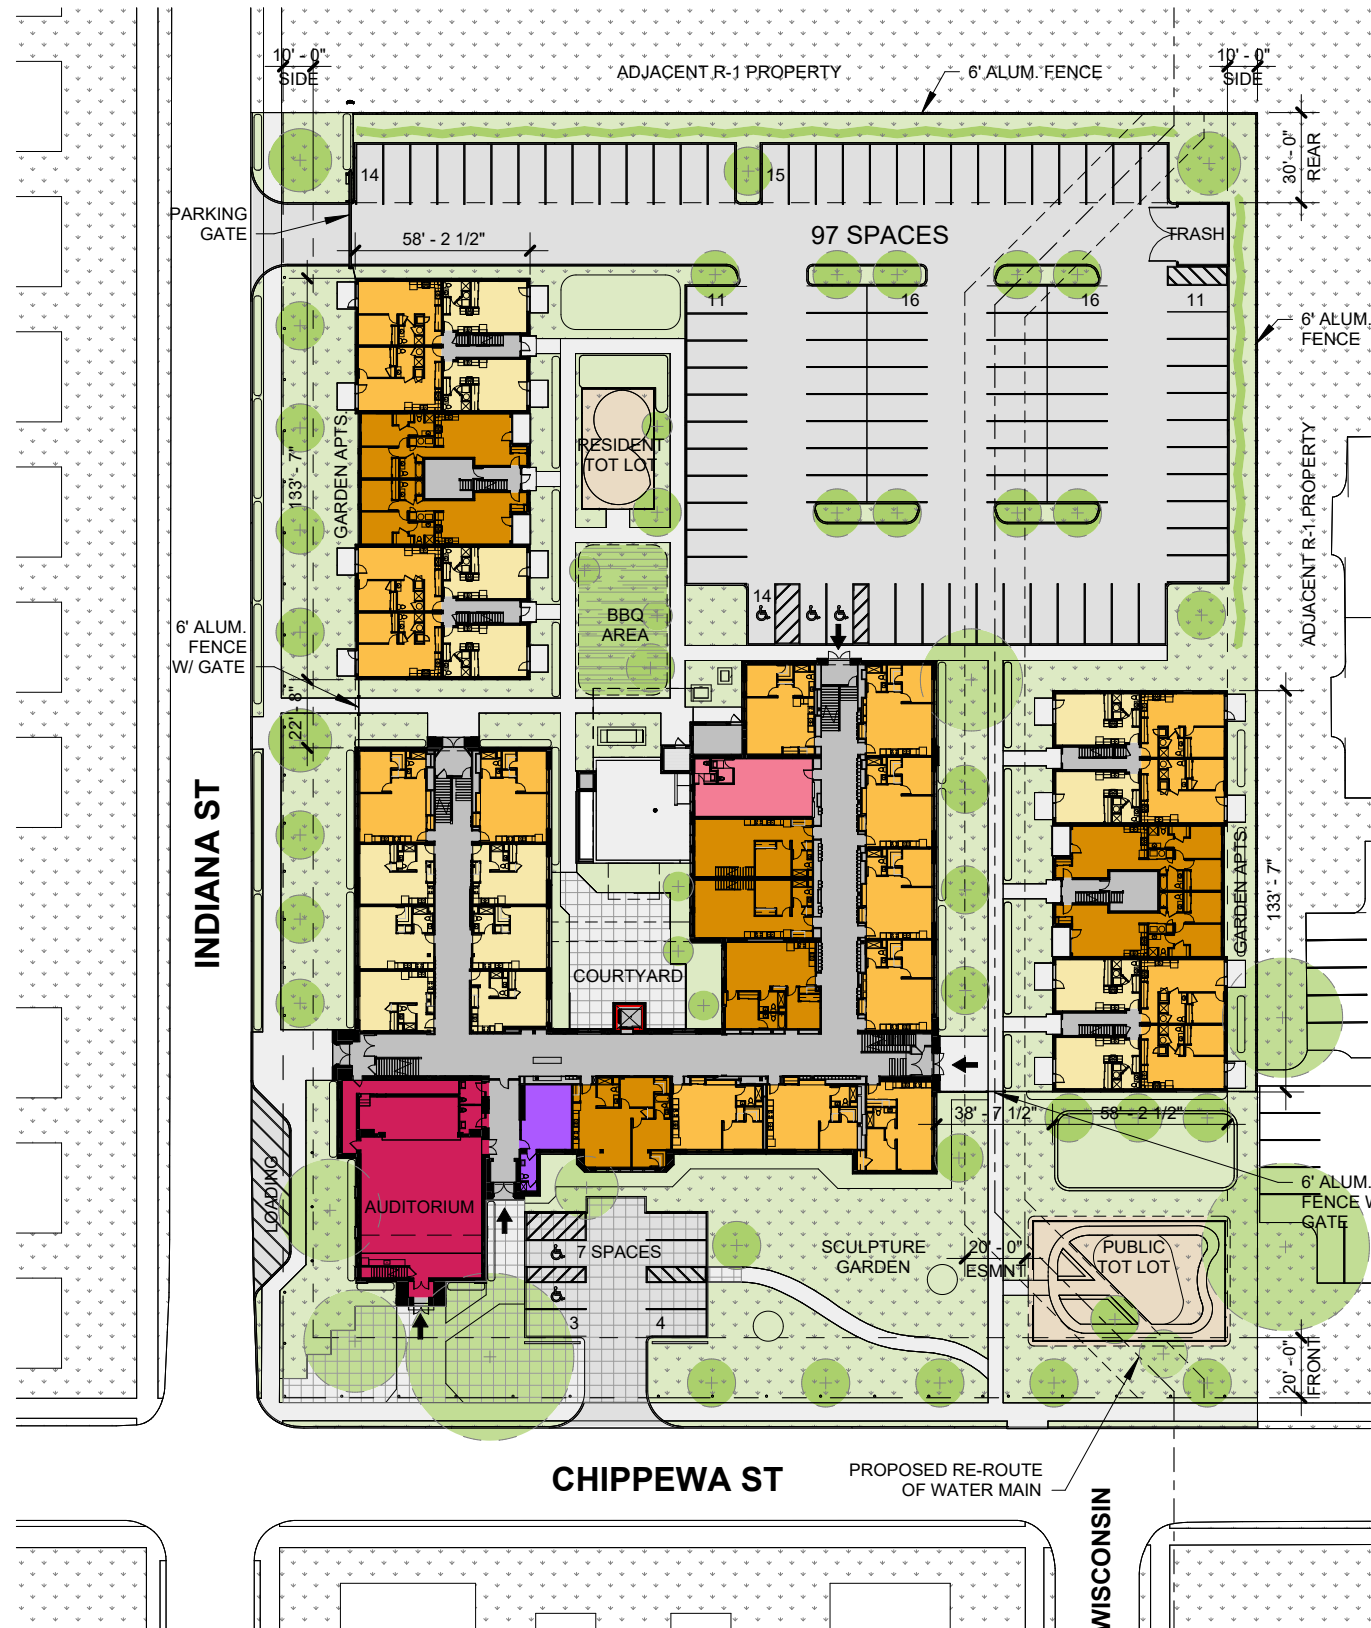 10' - 0"
SIDE
ADJACENT R-1 PROPERTY
6' ALUM. FENCE
10' - 0"
SIDE
30' - 0"
REAR
14
15
PARKING
GATE
58' - 2 1/2"
97 SPACES
TRASH
11
16
16
11
6' ALUM.
FENCE
133' - 7"
GARDEN APTS.
RESIDENT
TOT LOT
ADJACENT R-1 PROPERTY
14
BBQ
AREA
6' ALUM.
FENCE
W/ GATE
22' - 8"
INDIANA ST
GARDEN APTS.
133' - 7"
COURTYARD
38' - 7 1/2"
58' - 2 1/2"
LOADING
AUDITORIUM
7 SPACES
SCULPTURE
GARDEN
20' - 0"
ESMNT
PUBLIC
TOT LOT
6' ALUM.
FENCE W
GATE
3
4
20' - 0"
FRONT
CHIPPEWA ST
PROPOSED RE-ROUTE
OF WATER MAIN
WISCONSIN